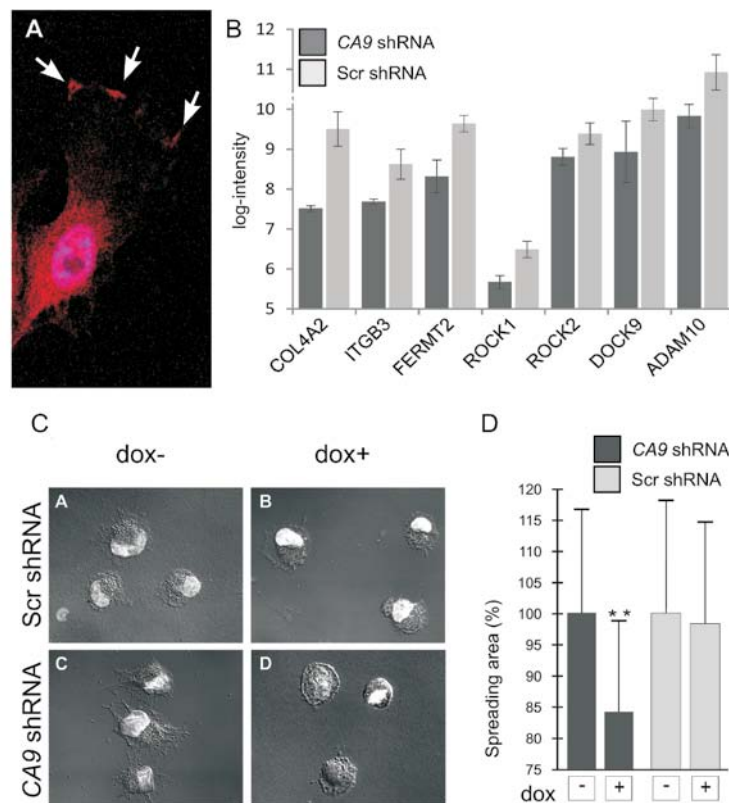 A
B
CA9 shRNA
Scr shRNA
log-intensity
11
10
9
8
7
6
5
COL4A2
ITGB3
FERMT2
ROCK1
ROCK2
DOCK9
ADAM10
C
dox-
dox+
Scr shRNA
A
B
CA9 shRNA
C
D
D
CA9 shRNA
Scr shRNA
Spreading area (%)
120
115
110
105
100
95
90
85
80
75
**
dox
-
+
-
+